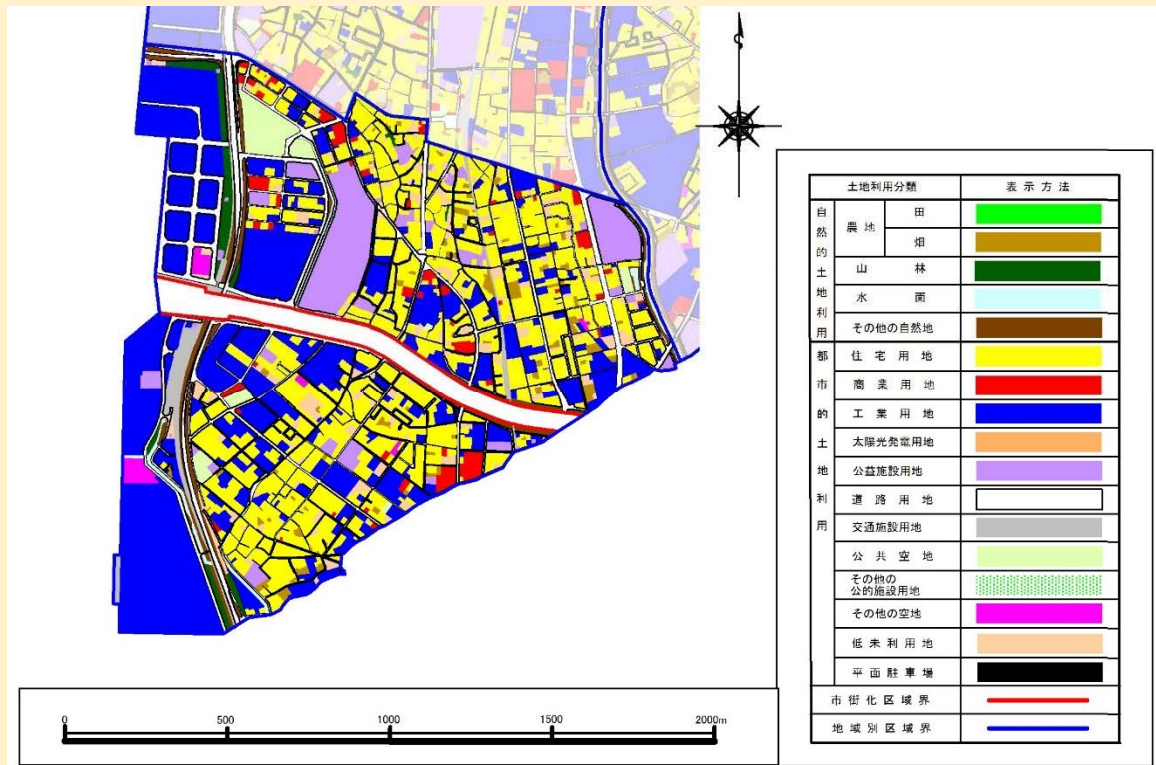 土地利用分類 表示方法
自然的土地利用
農地
田
畑
山林
水面
その他の自然地
都市的土地利用
住宅用地
商業用地
工業用地
太陽光発電用地
公益施設用地
道路用地
交通施設用地
公共空地
その他の
公的施設用地
その他の空地
低未利用地
平面駐車場
市街化区域界
地域別区域界
0 500 1000 1500 2000m